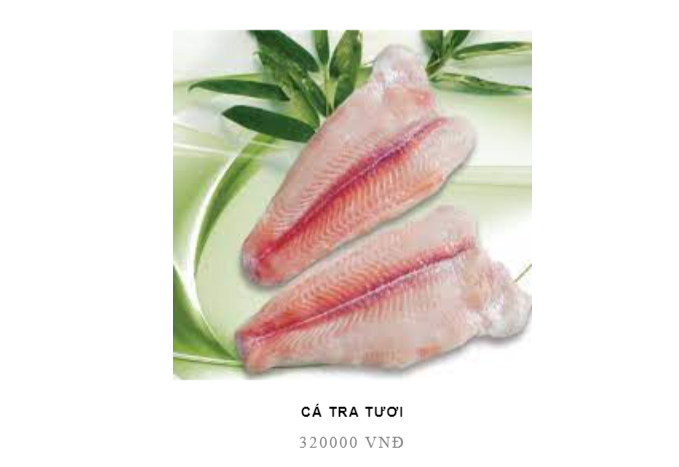 CÁ TRA TƯƠI
320000 VNĐ